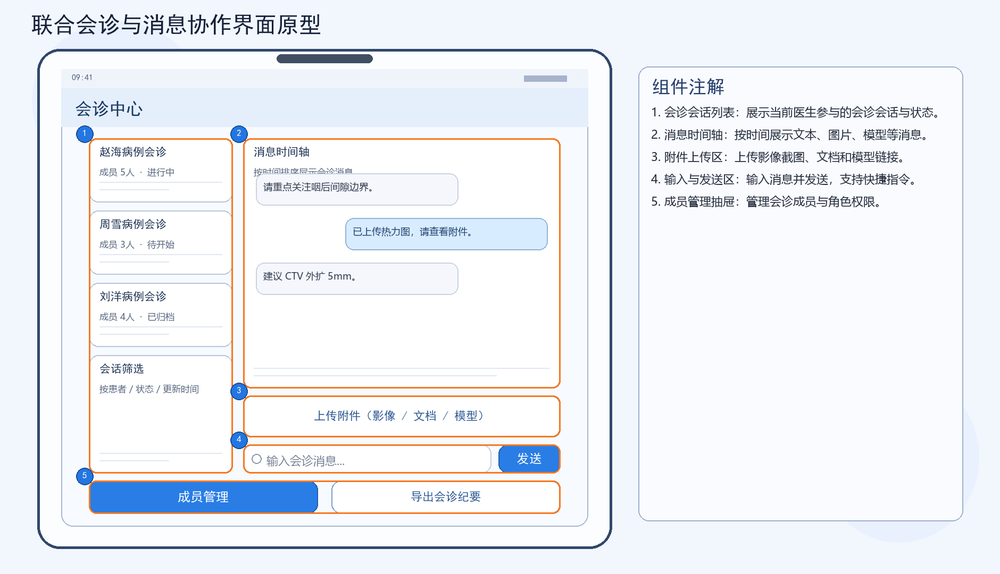 联合会诊与消息协作界面原型
09:41
会诊中心
1
赵海病例会诊
成员 5人 · 进行中
周雪病例会诊
成员 3人 · 待开始
刘洋病例会诊
成员 4人 · 已归档
会话筛选
按患者 / 状态 / 更新时间
2
消息时间轴
按时间排序展示会诊消息
请重点关注咽后间隙边界。
已上传热力图，请查看附件。
建议 CTV 外扩 5mm。
3
上传附件（影像 / 文档 / 模型）
4
输入会诊消息...
发送
5
成员管理
导出会诊纪要
组件注解
1. 会诊会话列表：展示当前医生参与的会诊会话与状态。
2. 消息时间轴：按时间展示文本、图片、模型等消息。
3. 附件上传区：上传影像截图、文档和模型链接。
4. 输入与发送区：输入消息并发送，支持快捷指令。
5. 成员管理抽屉：管理会诊成员与角色权限。